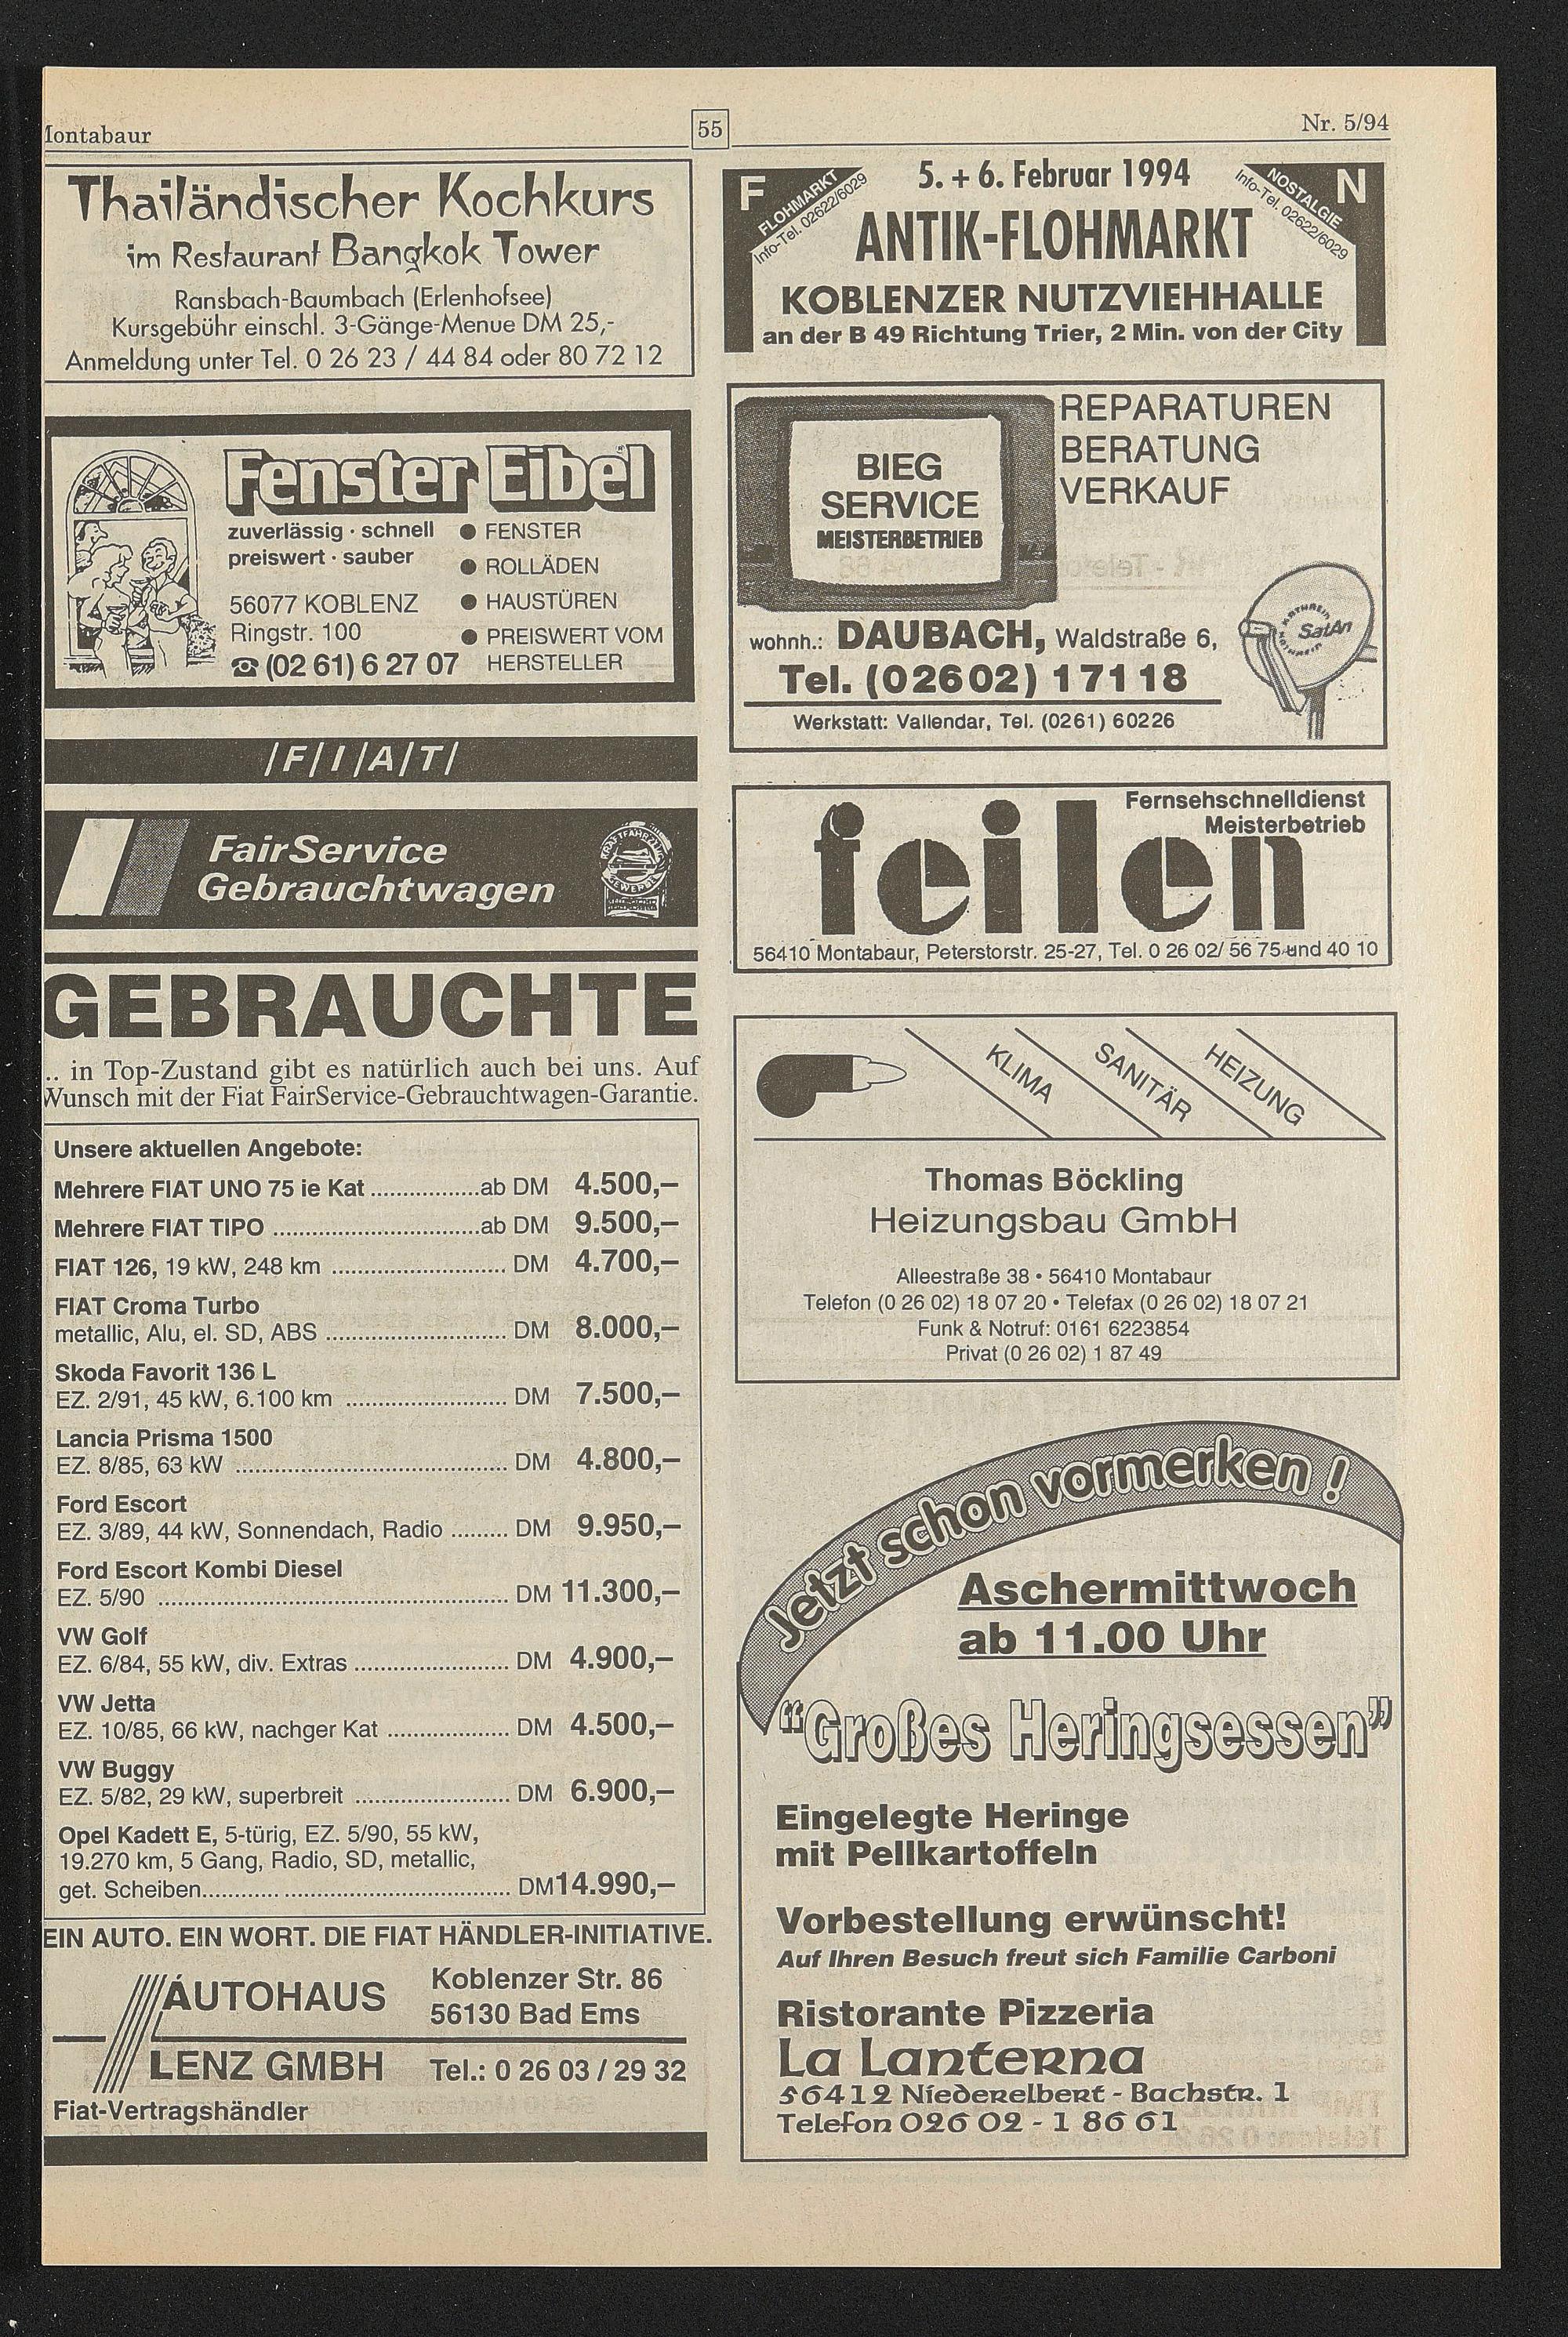 55
Nr. 5/94
Thailändischer Kochkurs
im Restaurant Bangkok Tower
Ransbach-Baumbach (Erlenhofsee)
Kursgebühr einschl. 3-Gänge-Menue DM 25,-
Anmeldung unter Tel. 0 26 23 / 44 84 oder 80 72 12
Fenster Eibel
zuverlässig · schnell
preiswert · sauber
56077 KOBLENZ
Ringstr. 100
☎ (02 61) 6 27 07
● FENSTER
● ROLLÄDEN
● HAUSTÜREN
● PREISWERT VOM
HERSTELLER
/F/I/A/T/
FairService
Gebrauchtwagen
KRAFTFAHRZEUG
GEWERBE
GEBRAUCHTE
.. in Top-Zustand gibt es natürlich auch bei uns. Auf
Wunsch mit der Fiat FairService-Gebrauchtwagen-Garantie.
Unsere aktuellen Angebote:
Mehrere FIAT UNO 75 ie Kat .................ab DM 4.500,–
Mehrere FIAT TIPO ................................ab DM 9.500,–
FIAT 126, 19 kW, 248 km ........................... DM 4.700,–
FIAT Croma Turbo
metallic, Alu, el. SD, ABS ............................ DM 8.000,–
Skoda Favorit 136 L
EZ. 2/91, 45 kW, 6.100 km ......................... DM 7.500,–
Lancia Prisma 1500
EZ. 8/85, 63 kW .......................................... DM 4.800,–
Ford Escort
EZ. 3/89, 44 kW, Sonnendach, Radio ......... DM 9.950,–
Ford Escort Kombi Diesel
EZ. 5/90 ...................................................... DM 11.300,–
VW Golf
EZ. 6/84, 55 kW, div. Extras ........................ DM 4.900,–
VW Jetta
EZ. 10/85, 66 kW, nachger Kat ................... DM 4.500,–
VW Buggy
EZ. 5/82, 29 kW, superbreit ........................ DM 6.900,–
Opel Kadett E, 5-türig, EZ. 5/90, 55 kW,
19.270 km, 5 Gang, Radio, SD, metallic,
get. Scheiben............ ................................... DM14.990,–
EIN AUTO. EIN WORT. DIE FIAT HÄNDLER-INITIATIVE.
AUTOHAUS
LENZ GMBH
Koblenzer Str. 86
56130 Bad Ems
Tel.: 0 26 03 / 29 32
Fiat-Vertragshändler
F
FLOHMARKT
Info-Tel. 02622/6029
5. + 6. Februar 1994
N
NOSTALGIE
Info-Tel. 02622/6029
ANTIK-FLOHMARKT
KOBLENZER NUTZVIEHHALLE
an der B 49 Richtung Trier, 2 Min. von der City
BIEG
SERVICE
MEISTERBETRIEB
REPARATUREN
BERATUNG
VERKAUF
KATHREIN
SatAn
wohnh.: DAUBACH, Waldstraße 6,
Tel. (02602) 17118
Werkstatt: Vallendar, Tel. (0261) 60226
Fernsehschnelldienst
Meisterbetrieb
feilen
56410 Montabaur, Peterstorstr. 25-27, Tel. 0 26 02/ 56 75 und 40 10
KLIMA
SANITÄR
HEIZUNG
Thomas Böckling
Heizungsbau GmbH
Alleestraße 38 • 56410 Montabaur
Telefon (0 26 02) 18 07 20 • Telefax (0 26 02) 18 07 21
Funk & Notruf: 0161 6223854
Privat (0 26 02) 1 87 49
Jetzt schon vormerken !
Aschermittwoch
ab 11.00 Uhr
“Großes Heringsessen”
Eingelegte Heringe
mit Pellkartoffeln
Vorbestellung erwünscht!
Auf Ihren Besuch freut sich Familie Carboni
Ristorante Pizzeria
La Lanterna
56412 Niederelbert - Bachstr. 1
Telefon 026 02 - 1 86 61